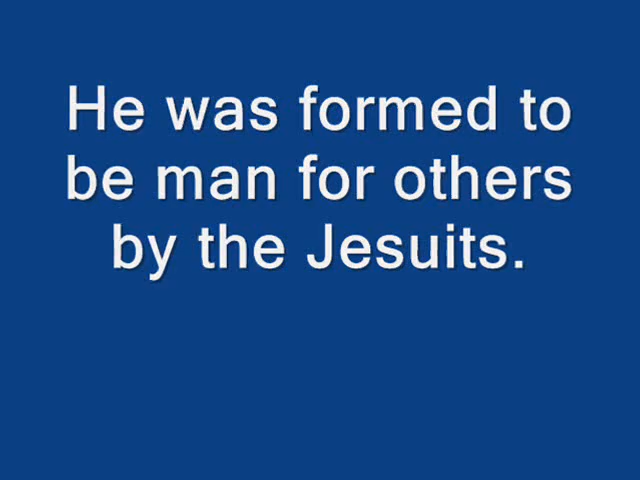 He was formed to
be man for others
by the Jesuits.